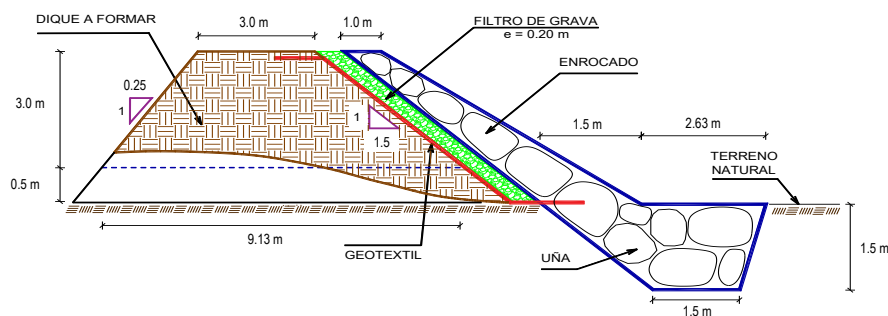 DIQUE A FORMAR
3.0 m
1.0 m
FILTRO DE GRAVA
e = 0.20 m
ENROCADO
0.25
1
3.0 m
1
1.5
1.5 m
2.63 m
TERRENO
NATURAL
0.5 m
9.13 m
GEOTEXTIL
UÑA
1.5 m
1.5 m